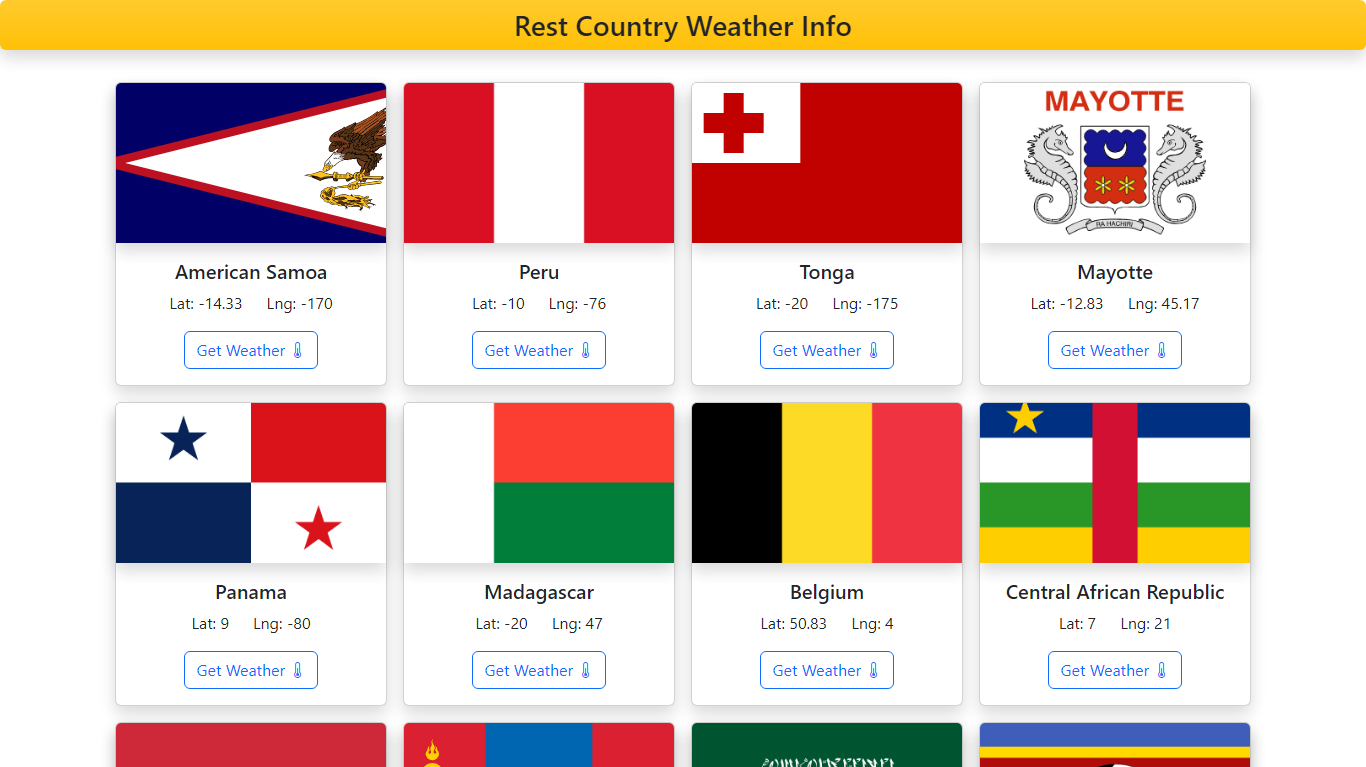 Rest Country Weather Info
MAYOTTE
RA HACHIRI
American Samoa
Lat: -14.33 Lng: -170
Get Weather
Peru
Lat: -10 Lng: -76
Get Weather
Tonga
Lat: -20 Lng: -175
Get Weather
Mayotte
Lat: -12.83 Lng: 45.17
Get Weather
Panama
Lat: 9 Lng: -80
Get Weather
Madagascar
Lat: -20 Lng: 47
Get Weather
Belgium
Lat: 50.83 Lng: 4
Get Weather
Central African Republic
Lat: 7 Lng: 21
Get Weather